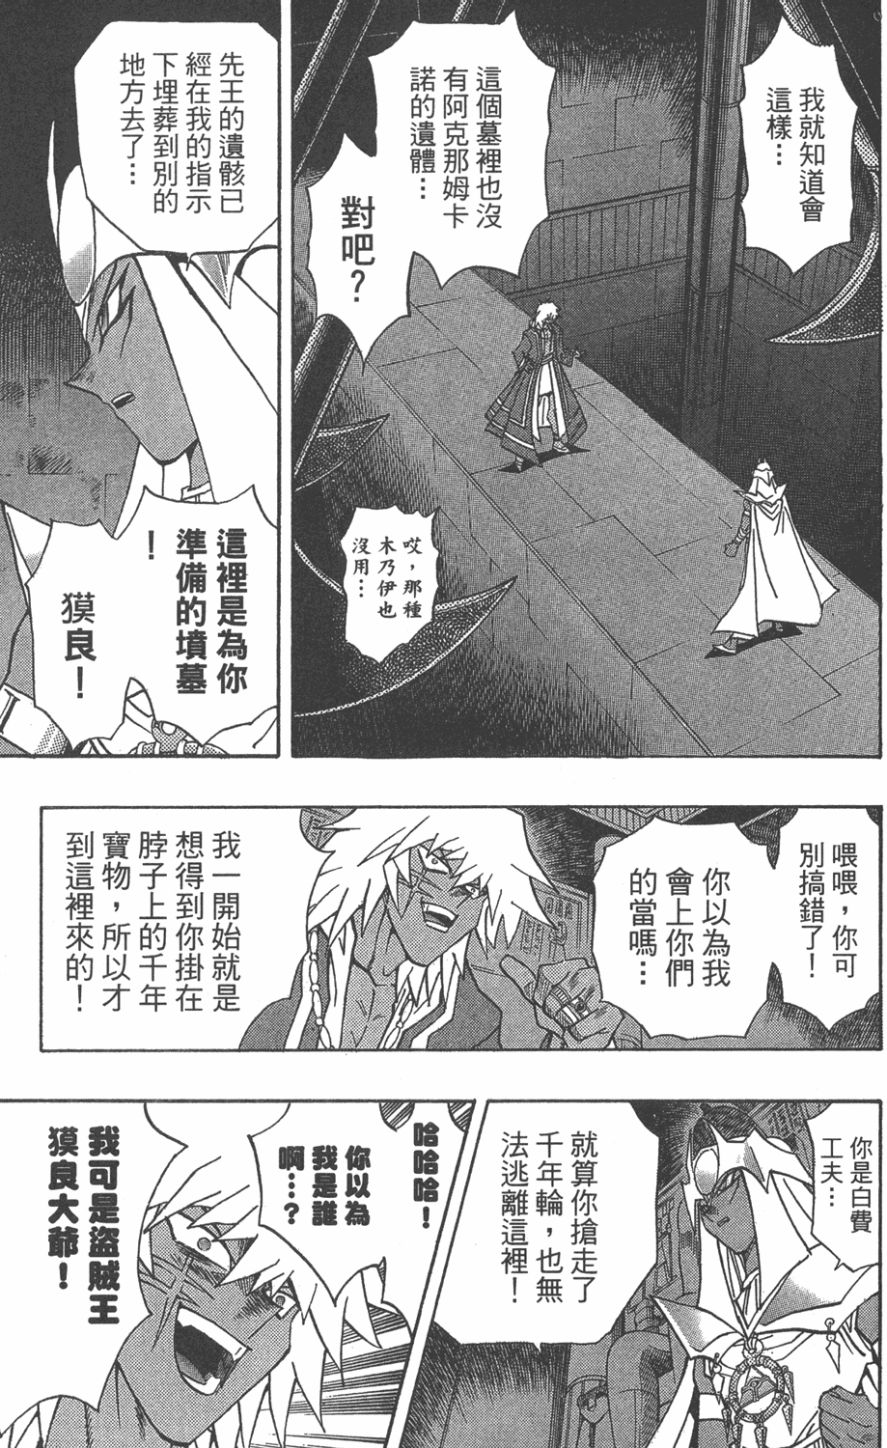 我就知道會
這樣…
這個墓裡也沒
有阿克那姆卡
諾的遺體…
對吧？
哎，那種
木乃伊也
沒用…
先王的遺骸已
經在我的指示
下埋葬到別的
地方去了…
這裡是為你
準備的墳墓
！
獏良！
喂喂，你可
別搞錯了！
你以為我
會上你們
的當嗎…
我一開始就是
想得到你掛在
脖子上的千年
寶物，所以才
到這裡來的！
你是白費
工夫…
就算你搶走了
千年輪，也無
法逃離這裡！
哈哈哈！
你以為
我是誰
啊…？
我可是盜賊王
獏良大爺！